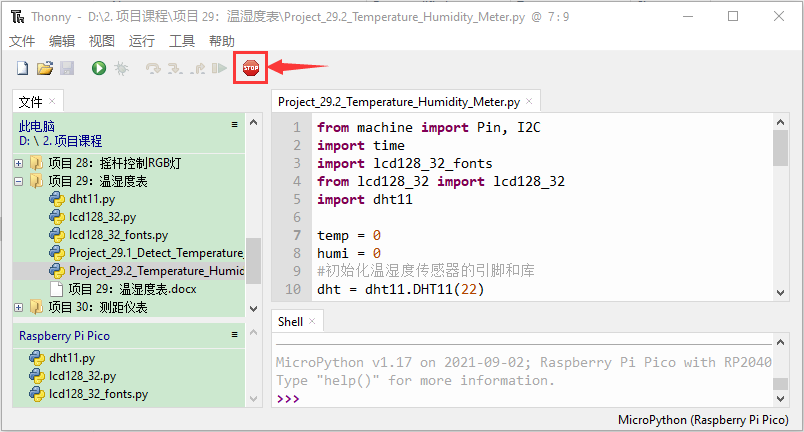 Thonny - D:\2. 项目课程\项目 29：温湿度表\Project_29.2_Temperature_Humidity_Meter.py @ 7 : 9
文件 编辑 视图 运行 工具 帮助
STOP
文件 ×
此电脑
D: \ 2. 项目课程
项目 28：摇杆控制RGB灯
项目 29：温湿度表
dht11.py
lcd128_32.py
lcd128_32_fonts.py
Project_29.1_Detect_Temperature_
Project_29.2_Temperature_Humid
项目 29：温湿度表.docx
项目 30：测距仪表
Raspberry Pi Pico
dht11.py
lcd128_32.py
lcd128_32_fonts.py
Project_29.2_Temperature_Humidity_Meter.py ×
1 from machine import Pin, I2C
2 import time
3 import lcd128_32_fonts
4 from lcd128_32 import lcd128_32
5 import dht11
6
7 temp = 0
8 humi = 0
9 #初始化温湿度传感器的引脚和库
10 dht = dht11.DHT11(22)
Shell ×
MicroPython v1.17 on 2021-09-02; Raspberry Pi Pico with RP2040
Type "help()" for more information.
>>>
MicroPython (Raspberry Pi Pico)